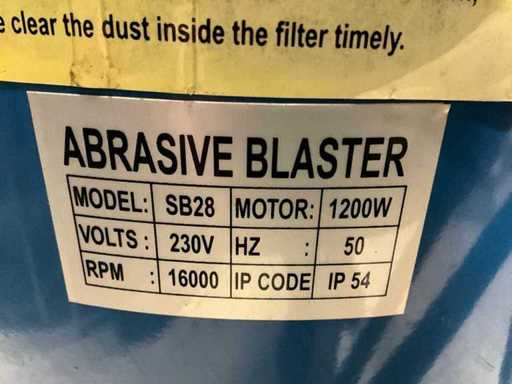 clear the dust inside the filter timely.
ABRASIVE BLASTER
MODEL: SB28 MOTOR: 1200W
VOLTS : 230V HZ : 50
RPM : 16000 IP CODE IP 54